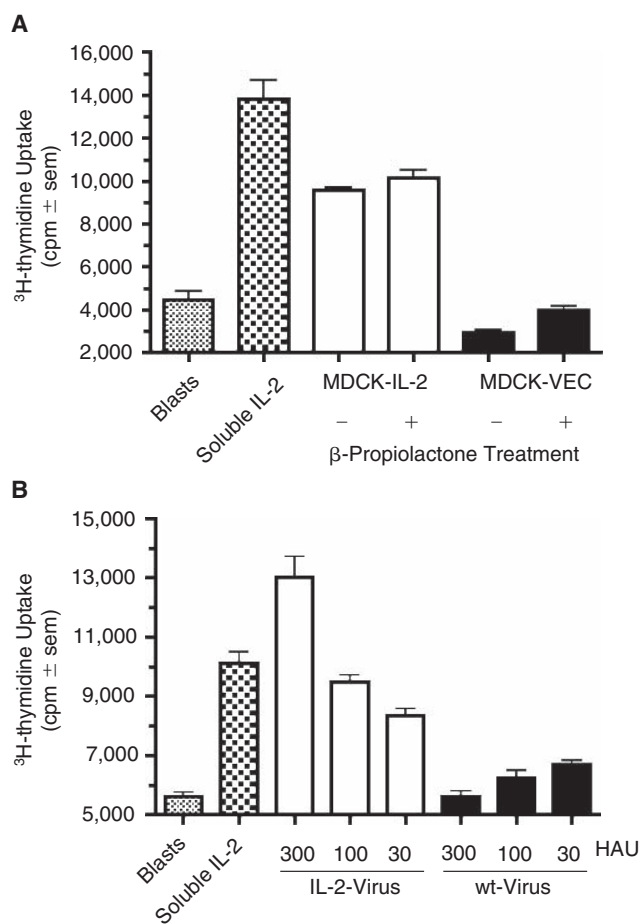 A
³H-thymidine Uptake
(cpm ± sem)
16,000
14,000
12,000
10,000
8,000
6,000
4,000
2,000
Blasts
Soluble IL-2
MDCK-IL-2
MDCK-VEC
− + − +
β-Propiolactone Treatment
B
³H-thymidine Uptake
(cpm ± sem)
15,000
13,000
11,000
9,000
7,000
5,000
Blasts
Soluble IL-2
300 100 30 300 100 30 HAU
IL-2-Virus
wt-Virus